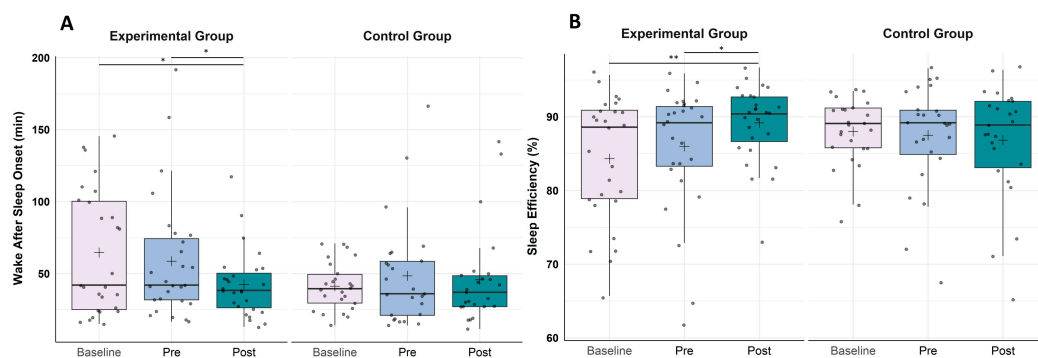 A
Experimental Group
Control Group
Wake After Sleep Onset (min)
200
150
100
50
*
*
Baseline
Pre
Post
Baseline
Pre
Post
B
Experimental Group
Control Group
Sleep Efficiency (%)
90
80
70
60
**
*
Baseline
Pre
Post
Baseline
Pre
Post